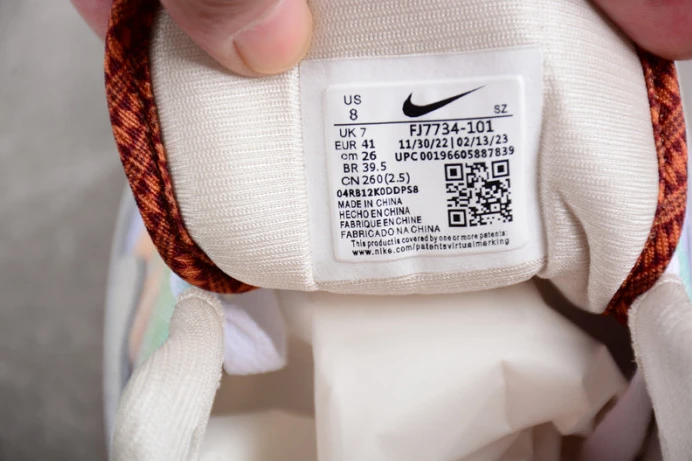 US
8
SZ
UK 7
FJ7734-101
EUR 41
11/30/22 | 02/13/23
cm 26
UPC 00196605887839
BR 39.5
CN 260(2.5)
04RB12K0DDPS8
MADE IN CHINA
HECHO EN CHINA
FABRIQUE EN CHINE
FABRICADO NA CHINA
This product is covered by one or more patents:
www.nike.com/patentsvirtualmarking